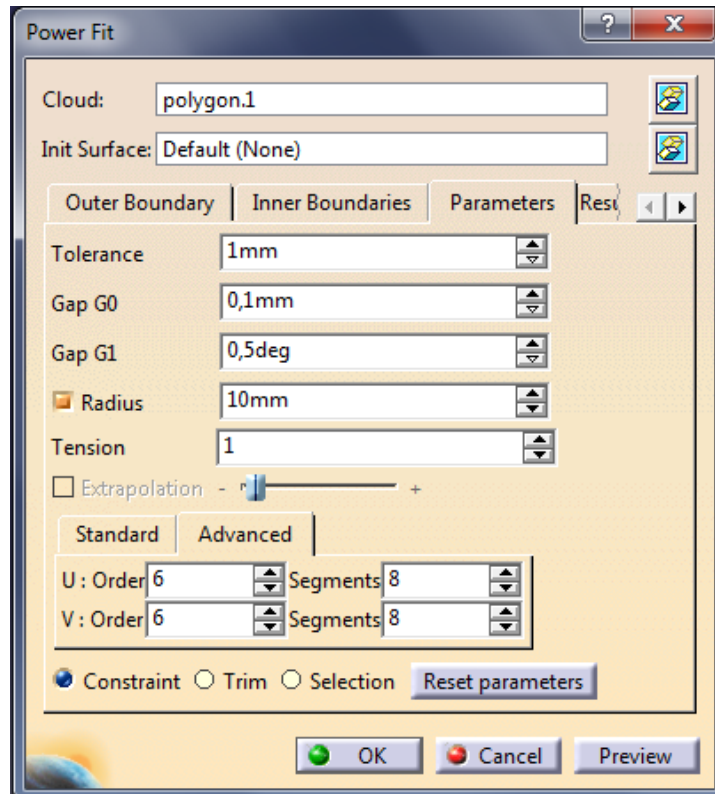 Power Fit
Cloud: polygon.1
Init Surface: Default (None)
Outer Boundary Inner Boundaries Parameters
Tolerance 1mm
Gap G0 0,1mm
Gap G1 0,5deg
Radius 10mm
Tension 1
Extrapolation - +
Standard Advanced
U : Order 6 Segments 8
V : Order 6 Segments 8
Constraint Trim Selection Reset parameters
OK Cancel Preview